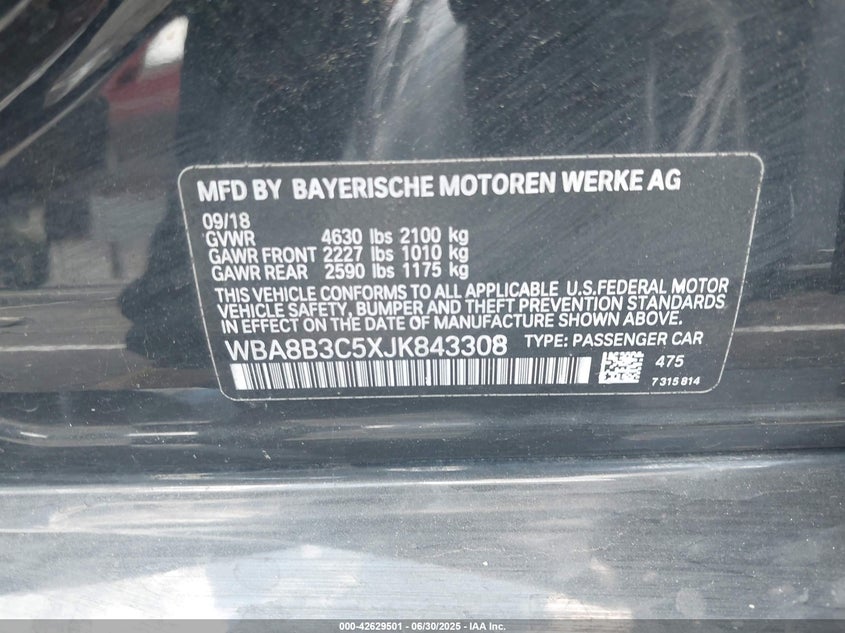 MFD BY BAYERISCHE MOTOREN WERKE AG
09/18
GVWR 4630 lbs 2100 kg
GAWR FRONT 2227 lbs 1010 kg
GAWR REAR 2590 lbs 1175 kg
THIS VEHICLE CONFORMS TO ALL APPLICABLE U.S.FEDERAL MOTOR
VEHICLE SAFETY, BUMPER AND THEFT PREVENTION STANDARDS
IN EFFECT ON THE DATE OF MANUFACTURE SHOWN ABOVE.
WBA8B3C5XJK843308 TYPE: PASSENGER CAR
475
7 315 814
000-42629501 - 06/30/2025 - IAA Inc.